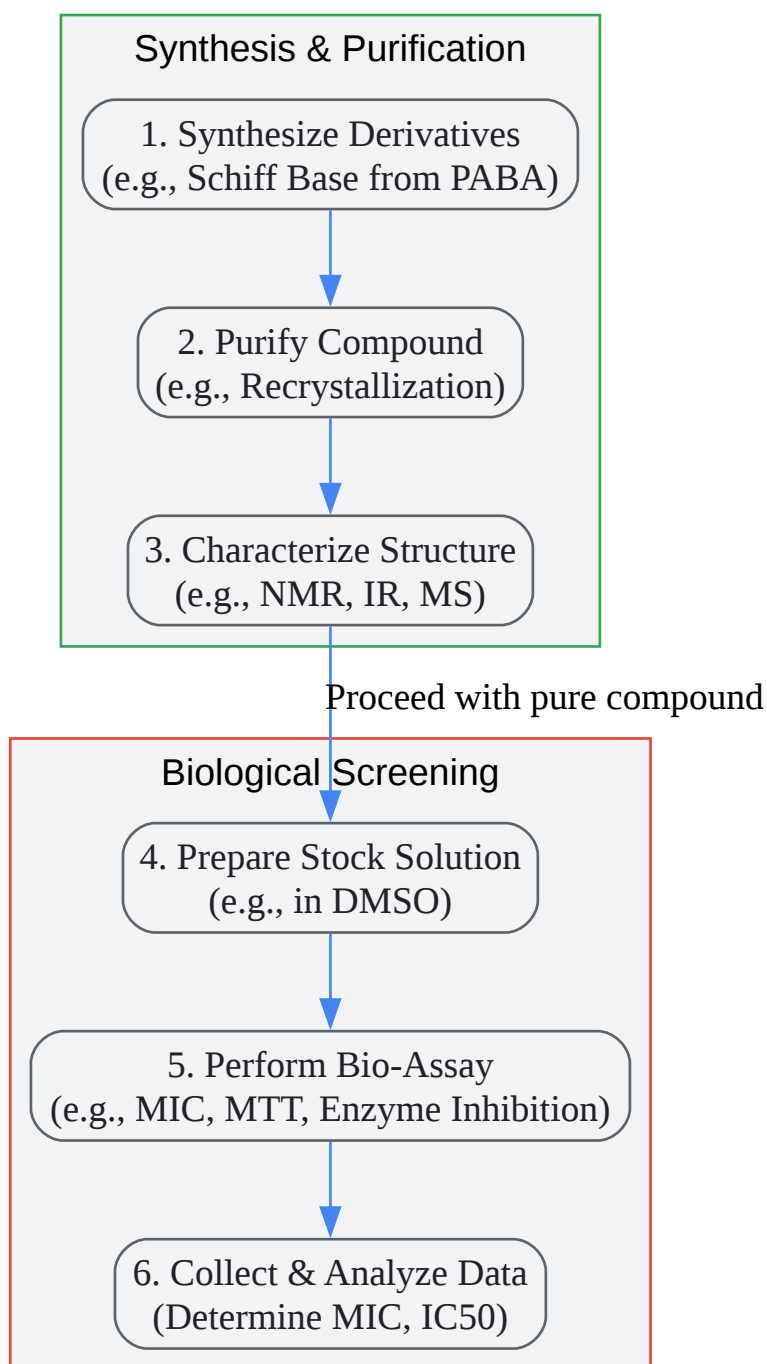 Synthesis & Purification
1. Synthesize Derivatives
(e.g., Schiff Base from PABA)
2. Purify Compound
(e.g., Recrystallization)
3. Characterize Structure
(e.g., NMR, IR, MS)
Proceed with pure compound
Biological Screening
4. Prepare Stock Solution
(e.g., in DMSO)
5. Perform Bio-Assay
(e.g., MIC, MTT, Enzyme Inhibition)
6. Collect & Analyze Data
(Determine MIC, IC50)